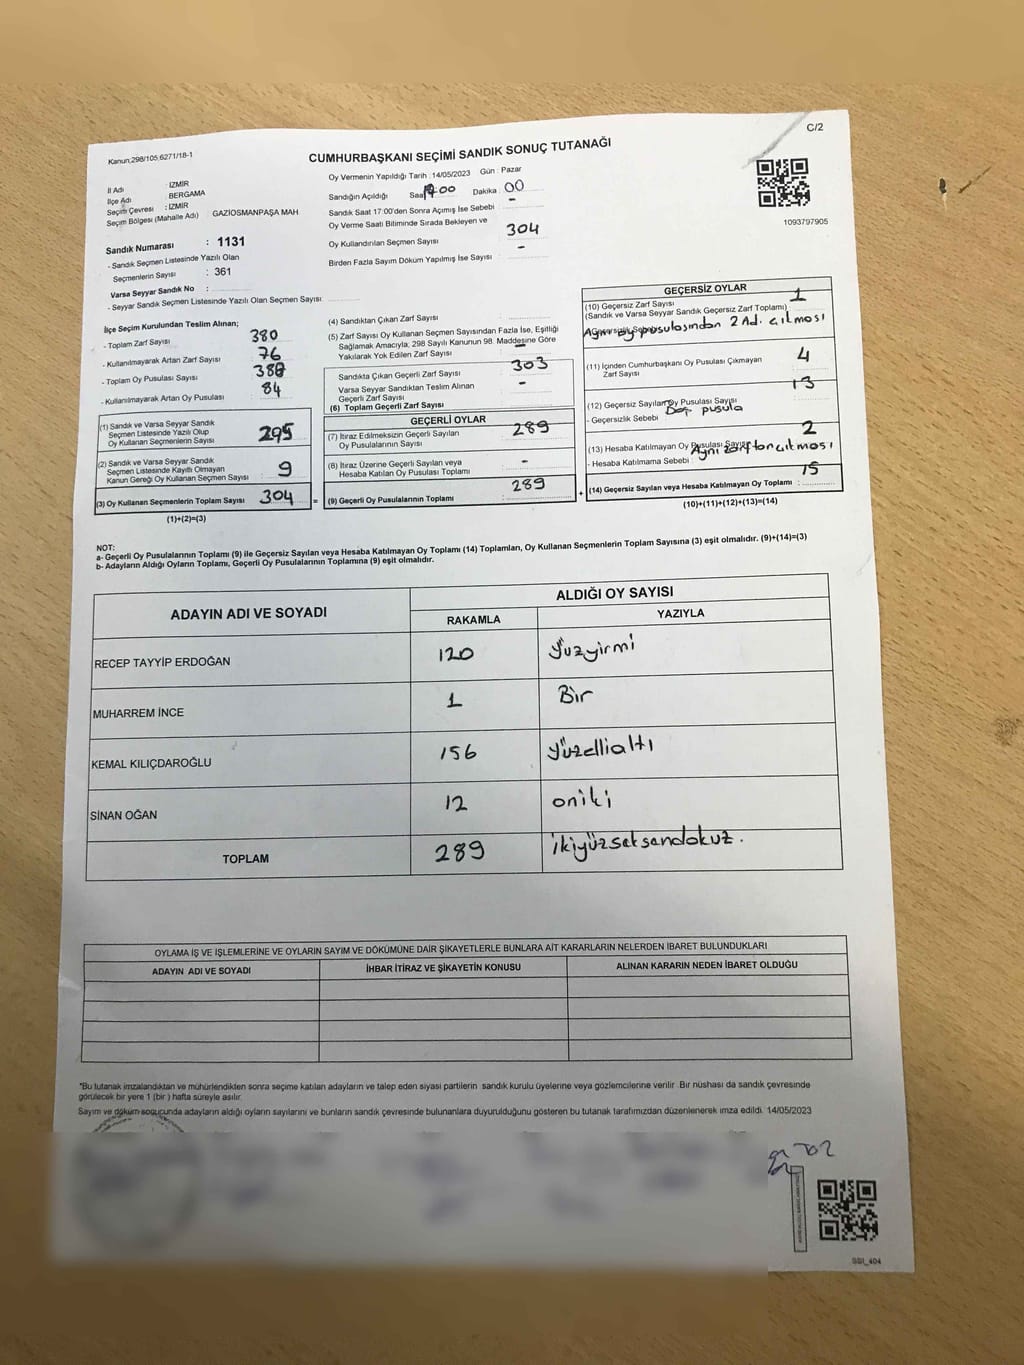 Kanun:298/105,6271/18-1
C/2
CUMHURBAŞKANI SEÇİMİ SANDIK SONUÇ TUTANAĞI
İl Adı : İZMİR
İlçe Adı BERGAMA
Seçim Çevresi : İZMİR
Seçim Bölgesi (Mahalle Adı) GAZİOSMANPAŞA MAH
Sandık Numarası : 1131
- Sandık Seçmen Listesinde Yazılı Olan
Seçmenlerin Sayısı : 361
Varsa Seyyar Sandık No :
- Seyyar Sandık Seçmen Listesinde Yazılı Olan Seçmen Sayısı
Oy Vermenin Yapıldığı Tarih :14/05/2023 Gün : Pazar
Sandığın Açıldığı Saat 17:00 Dakika : 00
Sandık Saat 17:00'den Sonra Açımış İse Sebebi -
Oy Verme Saati Bitiminde Sırada Bekleyen ve
Oy Kullandırılan Seçmen Sayısı 304
Birden Fazla Sayım Döküm Yapılmış İse Sayısı -
1093797905
İlçe Seçim Kurulundan Teslim Alınan;
- Toplam Zarf Sayısı 380
- Kullanılmayarak Artan Zarf Sayısı 76
- Toplam Oy Pusulası Sayısı 388
- Kullanılmayarak Artan Oy Pusulası 84
(1) Sandık ve Varsa Seyyar Sandık
Seçmen Listesinde Yazılı Olup
Oy Kullanan Seçmenlerin Sayısı 295
(2) Sandık ve Varsa Seyyar Sandık
Seçmen Listesinde Kayıtlı Olmayan
Kanun Gereği Oy Kullanan Seçmen Sayısı 9
(3) Oy Kullanan Seçmenlerin Toplam Sayısı 304 =
(1)+(2)=(3)
(4) Sandıktan Çıkan Zarf Sayısı :
(5) Zarf Sayısı Oy Kullanan Seçmen Sayısından Fazla İse, Eşitliği
Sağlamak Amacıyla; 298 Sayılı Kanunun 98. Maddesine Göre
Yakılarak Yok Edilen Zarf Sayısı : -
Sandıkta Çıkan Geçerli Zarf Sayısı 303
Varsa Seyyar Sandıktan Teslim Alınan
Geçerli Zarf Sayısı -
(6) Toplam Geçerli Zarf Sayısı
GEÇERLİ OYLAR
(7) İtiraz Edilmeksizin Geçerli Sayılan
Oy Pusulalarının Sayısı 289
(8) İtiraz Üzerine Geçerli Sayılan veya
Hesaba Katılan Oy Pusulası Toplamı -
(9) Geçerli Oy Pusulalarının Toplamı 289 +
GEÇERSİZ OYLAR
(10) Geçersiz Zarf Sayısı 1
(Sandık ve Varsa Seyyar Sandık Geçersiz Zarf Toplamı)
Aynı oy pusulasından 2 Ad. çılması
(11) İçinden Cumhurbaşkanı Oy Pusulası Çıkmayan
Zarf Sayısı 4
(12) Geçersiz Sayılan Oy Pusulası Sayısı 13
- Geçersizlik Sebebi pusula
(13) Hesaba Katılmayan Oy Pusulası Sayısı 2
- Hesaba Katılmama Sebebi : Aynı zarftan çılması
(14) Geçersiz Sayılan veya Hesaba Katılmayan Oy Toplamı : 15
(10)+(11)+(12)+(13)=(14)
NOT:
a- Geçerli Oy Pusulalarının Toplamı (9) ile Geçersiz Sayılan veya Hesaba Katılmayan Oy Toplamı (14) Toplamları, Oy Kullanan Seçmenlerin Toplam Sayısına (3) eşit olmalıdır. (9)+(14)=(3)
b- Adayların Aldığı Oyların Toplamı, Geçerli Oy Pusulalarının Toplamına (9) eşit olmalıdır.
ADAYIN ADI VE SOYADI ALDIĞI OY SAYISI
RAKAMLA YAZIYLA
RECEP TAYYİP ERDOĞAN 120 Yüzyirmi
MUHARREM İNCE 1 Bir
KEMAL KILIÇDAROĞLU 156 Yüzellialtı
SİNAN OĞAN 12 oniki
TOPLAM 289 ikiyüzseksendokuz.
OYLAMA İŞ VE İŞLEMLERİNE VE OYLARIN SAYIM VE DÖKÜMÜNE DAİR ŞİKAYETLERLE BUNLARA AİT KARARLARIN NELERDEN İBARET BULUNDUKLARI
ADAYIN ADI VE SOYADI İHBAR İTİRAZ VE ŞİKAYETİN KONUSU ALINAN KARARIN NEDEN İBARET OLDUĞU
*Bu tutanak imzalandıktan ve mühürlendikten sonra seçime katılan adayların ve talep eden siyasi partilerin sandık kurulu üyelerine veya gözlemcilerine verilir. Bir nüshası da sandık çevresinde
görülecek bir yere 1 (bir ) hafta süreyle asılır.
Sayım ve döküm sonucunda adayların aldığı oyların sayılarını ve bunların sandık çevresinde bulunanlara duyurulduğunu gösteren bu tutanak tarafımızdan düzenlenerek imza edildi. 14/05/2023
SSI_404